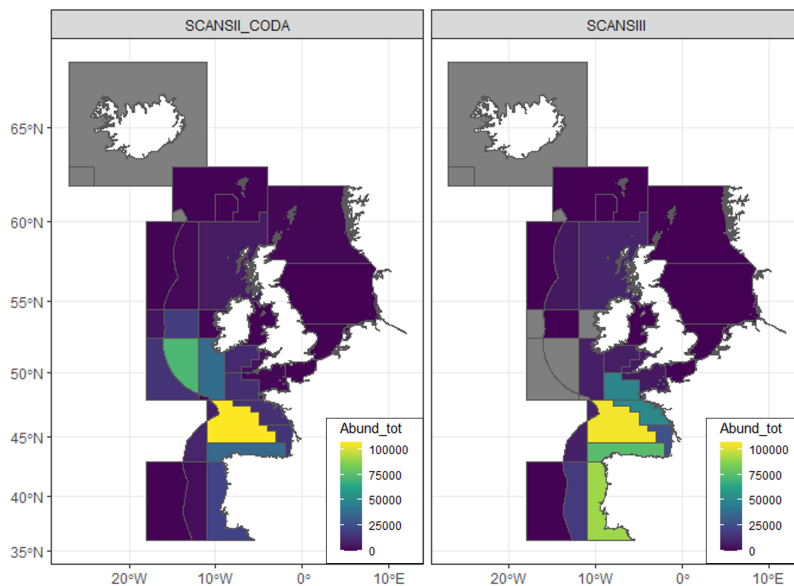 SCANSII_CODA
SCANSIII
65°N
60°N
55°N
50°N
45°N
40°N
35°N
Abund_tot
100000
75000
50000
25000
0
Abund_tot
100000
75000
50000
25000
0
20°W
10°W
0°
10°E
20°W
10°W
0°
10°E